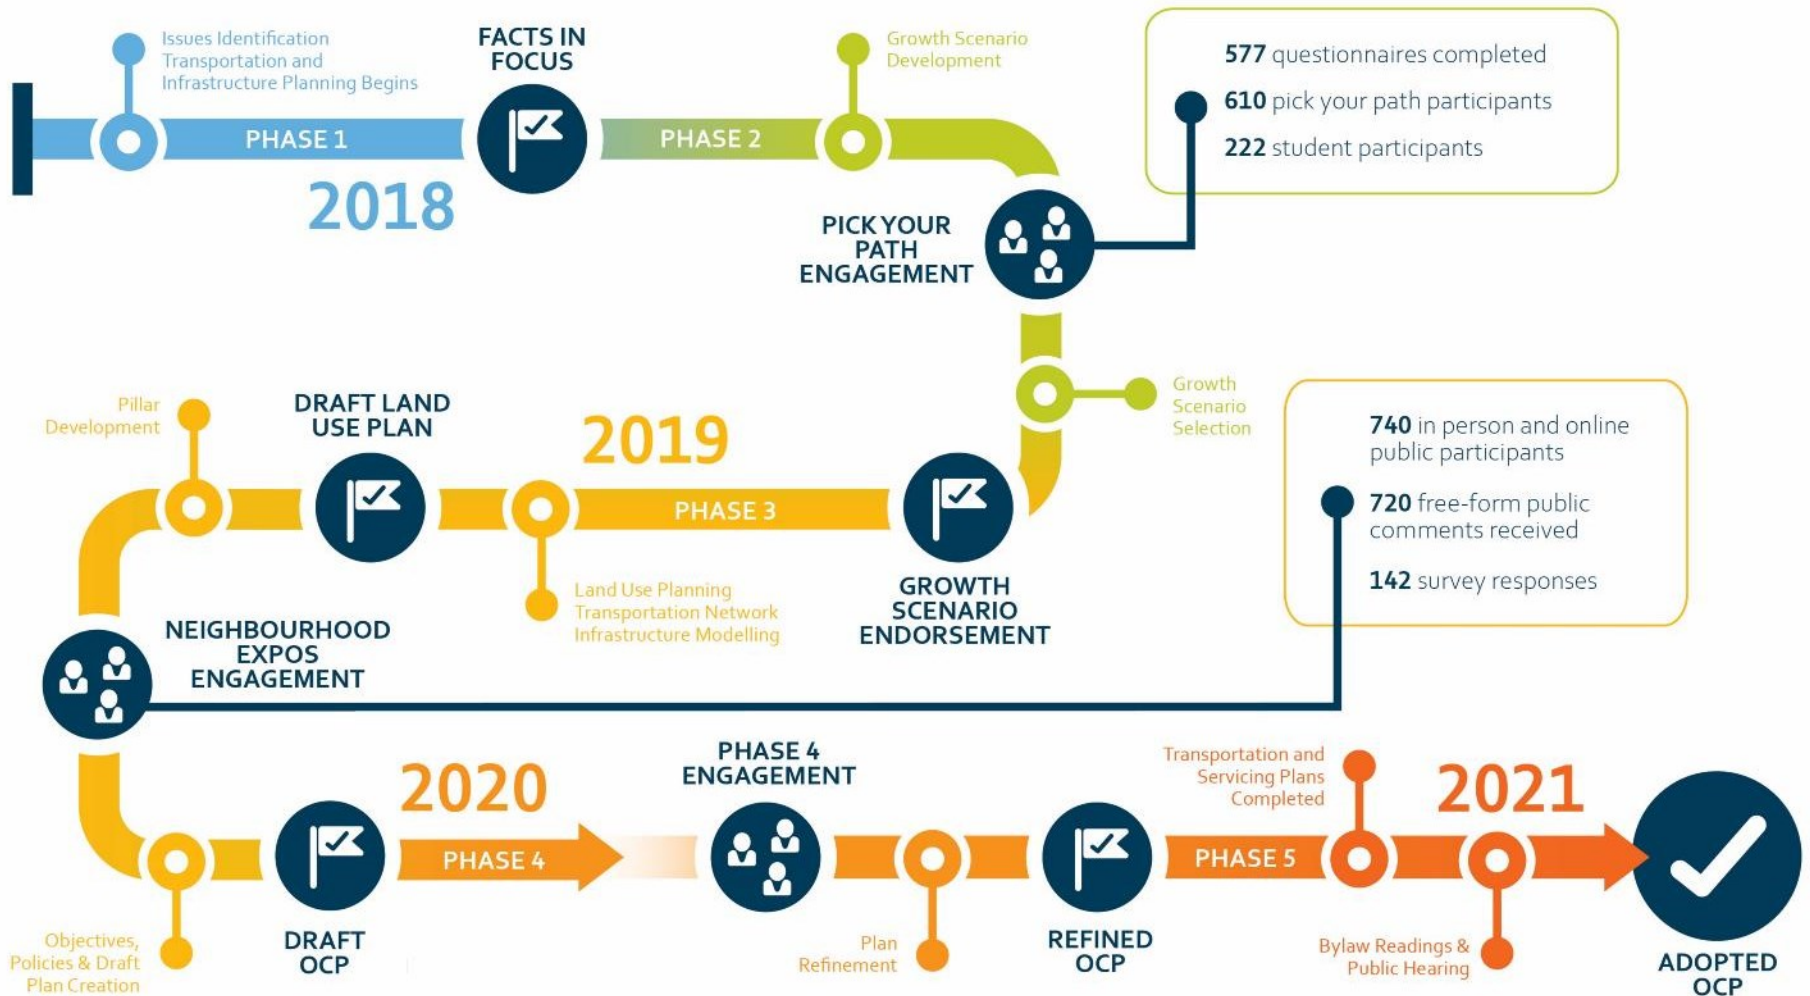 Issues Identification
Transportation and
Infrastructure Planning Begins
PHASE 1
2018
FACTS IN
FOCUS
PHASE 2
Growth Scenario
Development
PICK YOUR
PATH
ENGAGEMENT
577 questionnaires completed
610 pick your path participants
222 student participants
Growth
Scenario
Selection
GROWTH
SCENARIO
ENDORSEMENT
PHASE 3
2019
Land Use Planning
Transportation Network
Infrastructure Modelling
DRAFT LAND
USE PLAN
Pillar
Development
NEIGHBOURHOOD
EXPOS
ENGAGEMENT
740 in person and online
public participants
720 free-form public
comments received
142 survey responses
Objectives,
Policies & Draft
Plan Creation
DRAFT
OCP
2020
PHASE 4
PHASE 4
ENGAGEMENT
Plan
Refinement
REFINED
OCP
PHASE 5
Transportation and
Servicing Plans
Completed
2021
Bylaw Readings &
Public Hearing
ADOPTED
OCP